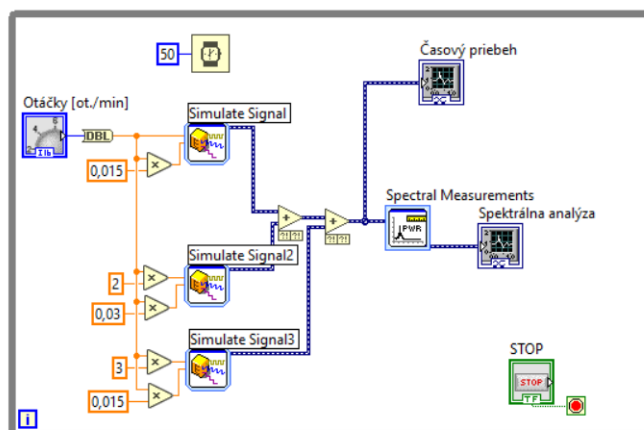 50
Časový priebeh
Otáčky [ot./min]
DBL
Simulate Signal
0,015
Spectral Measurements
PWR
Spektrálna analýza
Simulate Signal2
2
0,03
Simulate Signal3
3
0,015
STOP
STOP
TF
i